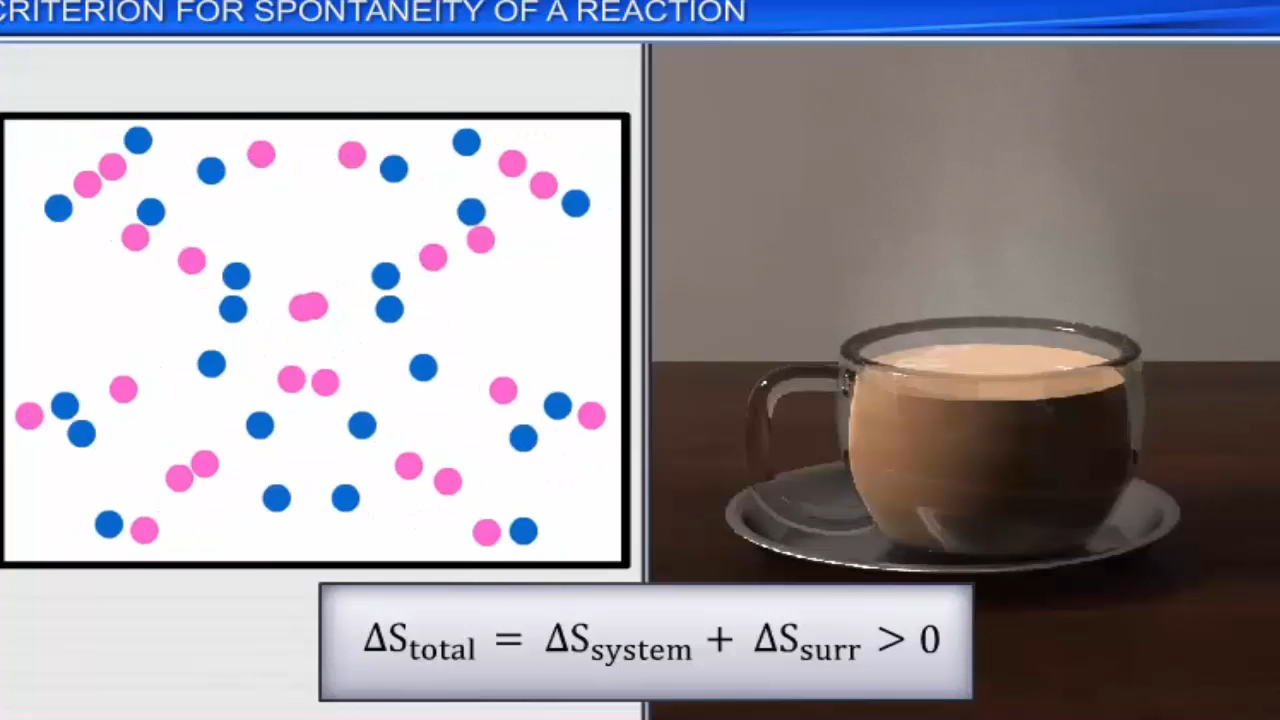 CRITERION FOR SPONTANEITY OF A REACTION
ΔS_total = ΔS_system + ΔS_surr > 0